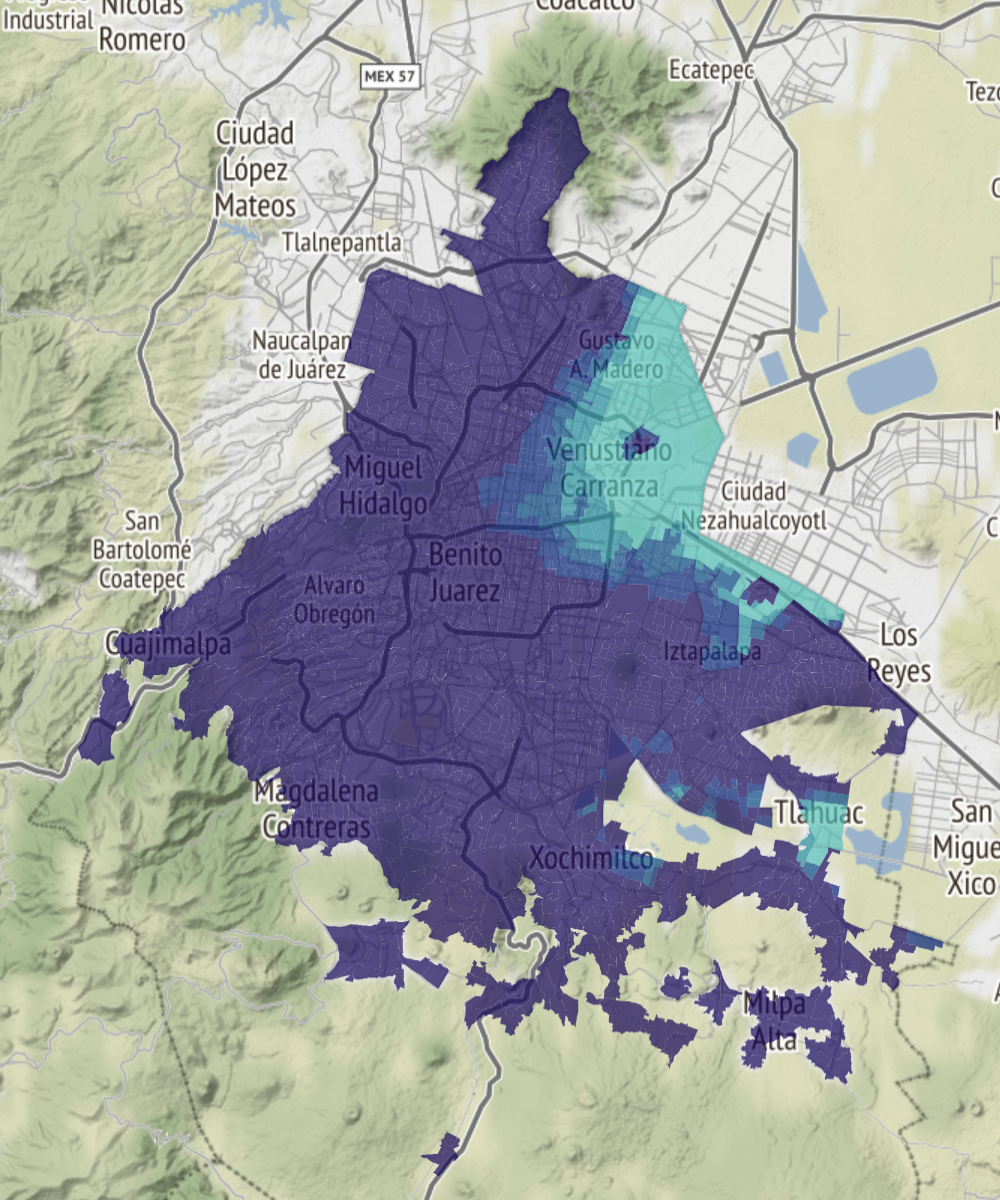 Nicolás
Romero
Industrial
Coacalco
MEX 57
Ecatepec
Ciudad
López
Mateos
Tlalnepantla
Naucalpan
de Juárez
Gustavo
A. Madero
Miguel
Hidalgo
Venustiano
Carranza
Ciudad
Nezahualcoyotl
San
Bartolomé
Coatepec
Benito
Juarez
Alvaro
Obregón
Cuajimalpa
Iztapalapa
Los
Reyes
Magdalena
Contreras
Tlahuac
San
Migue
Xico
Xochimilco
Milpa
Alta